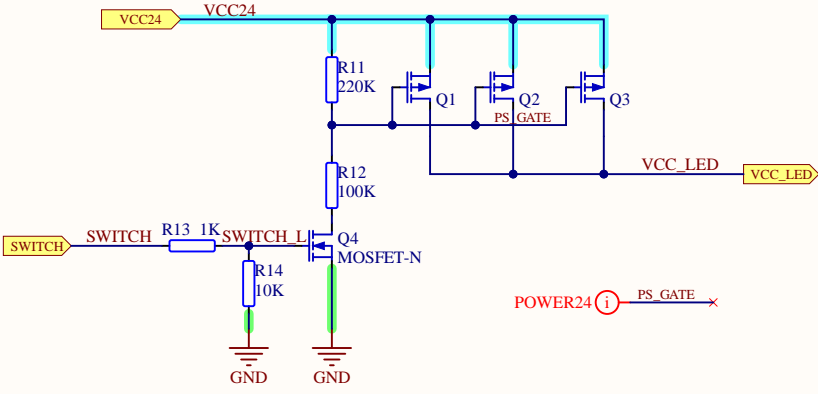 VCC24
VCC24
R11
220K
Q1
Q2
Q3
PS_GATE
VCC_LED
VCC_LED
R12
100K
SWITCH
SWITCH
R13 1K
SWITCH_L
Q4
MOSFET-N
R14
10K
POWER24
i
PS_GATE
GND
GND